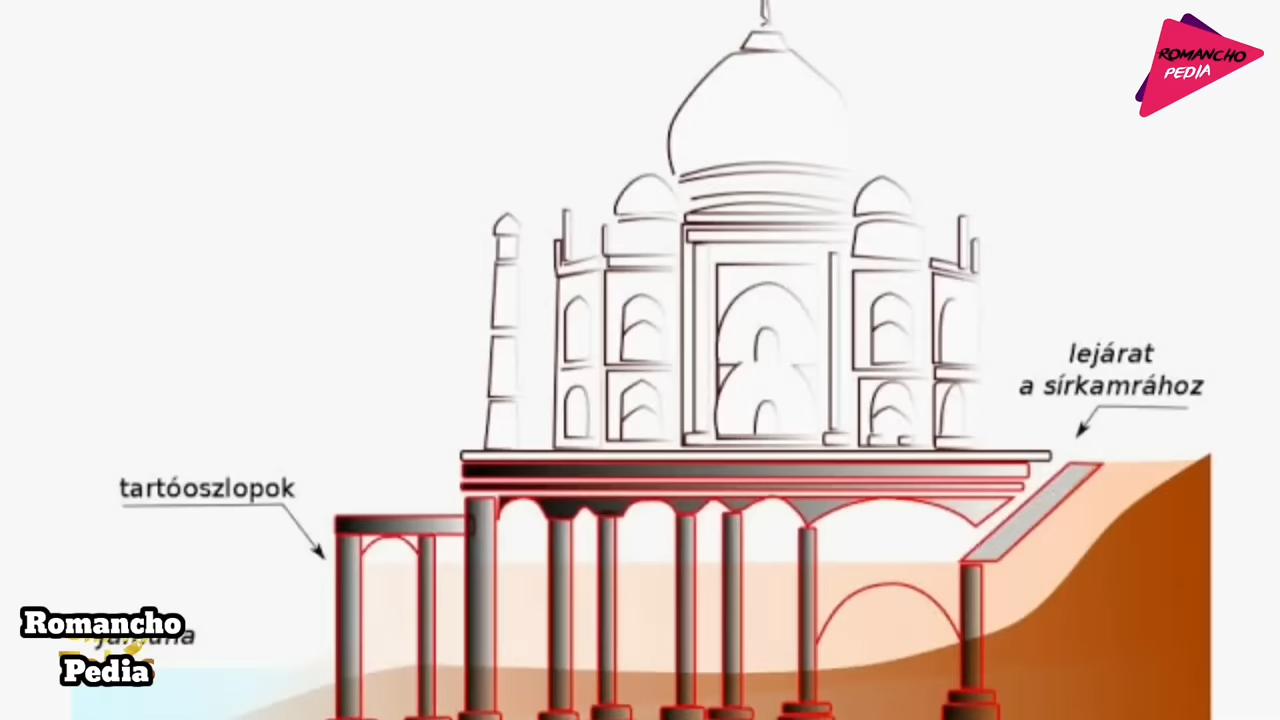 ROMANCHO
PEDIA
lejárat
a sírkamrához
tartóoszlopok
Romancho
Pedia